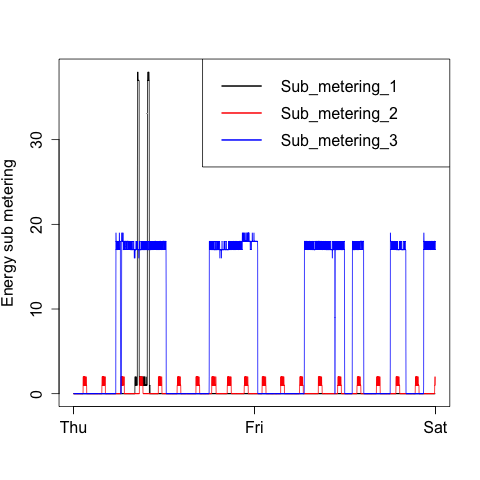 Sub_metering_1
Sub_metering_2
Sub_metering_3
Energy sub metering
30
20
10
0
Thu Fri Sat